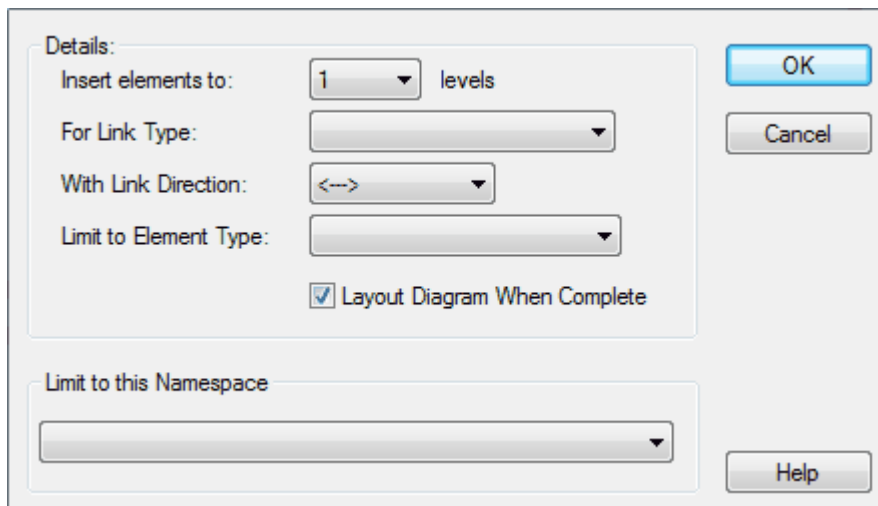 Details:
Insert elements to: 1 levels
OK
For Link Type:
Cancel
With Link Direction: <--->
Limit to Element Type:
Layout Diagram When Complete
Limit to this Namespace
Help